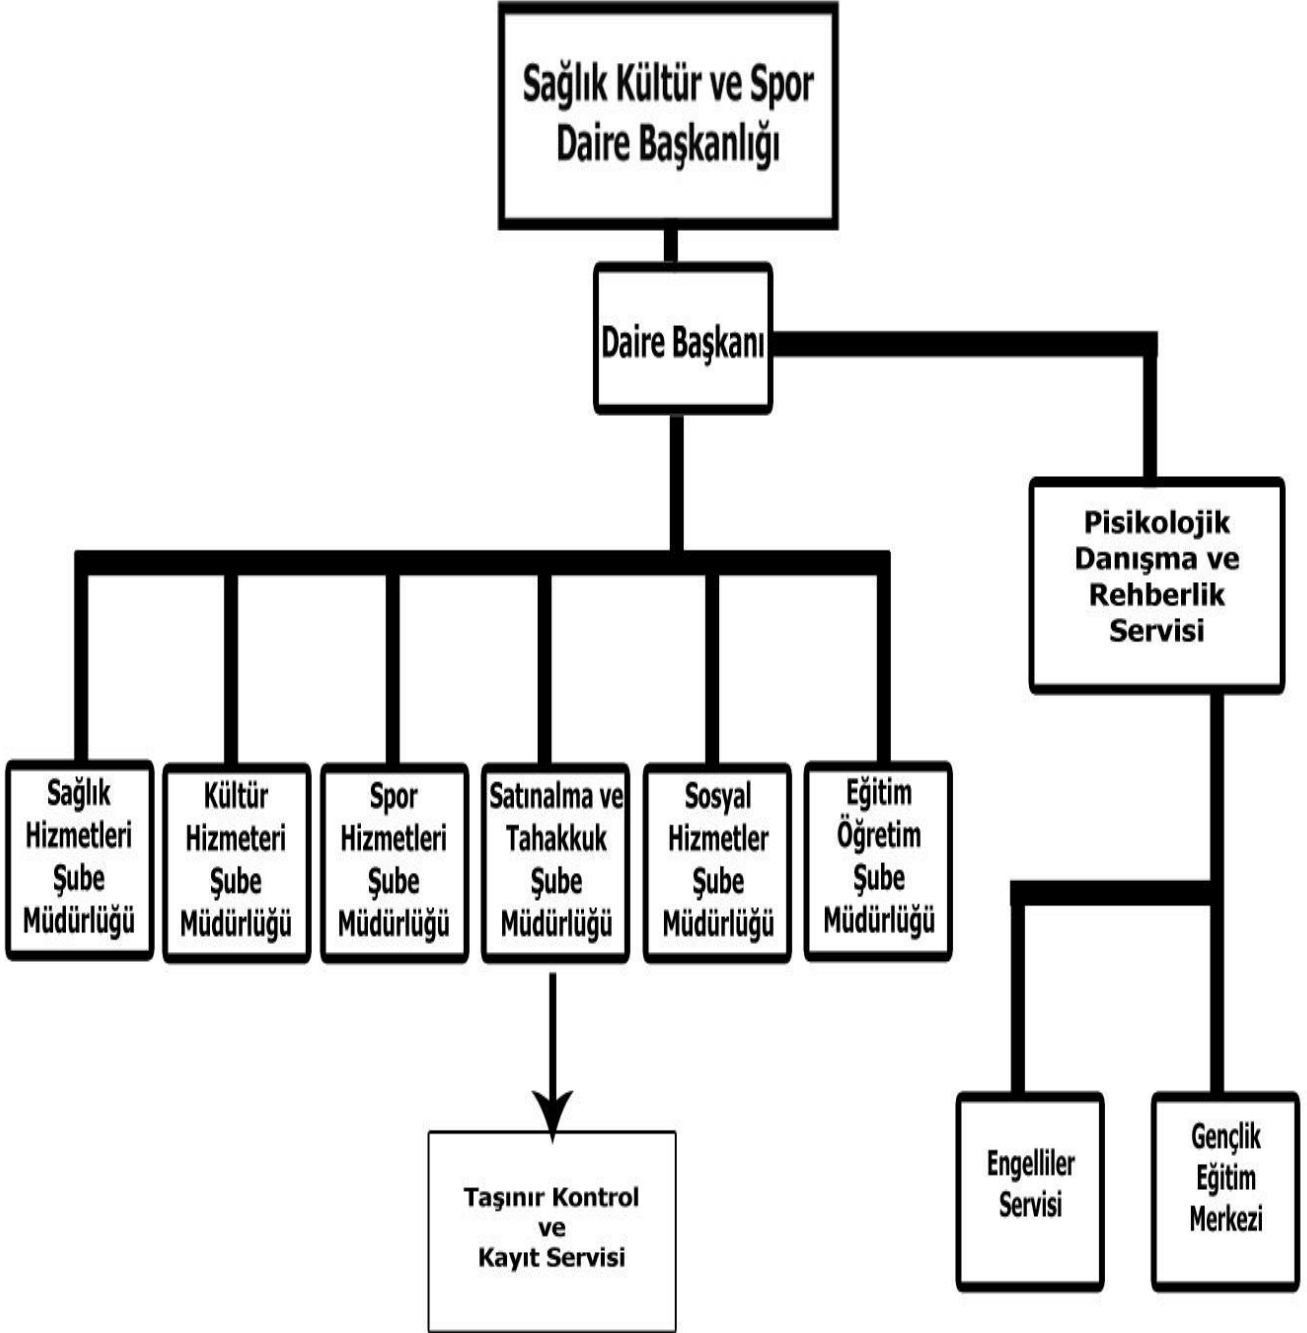 Sağlık Kültür ve Spor
Daire Başkanlığı
Daire Başkanı
Pisikolojik
Danışma ve
Rehberlik
Servisi
Sağlık
Hizmetleri
Şube
Müdürlüğü
Kültür
Hizmeteri
Şube
Müdürlüğü
Spor
Hizmetleri
Şube
Müdürlüğü
Satınalma ve
Tahakkuk
Şube
Müdürlüğü
Sosyal
Hizmetler
Şube
Müdürlüğü
Eğitim
Öğretim
Şube
Müdürlüğü
Taşınır Kontrol
ve
Kayıt Servisi
Engelliler
Servisi
Gençlik
Eğitim
Merkezi